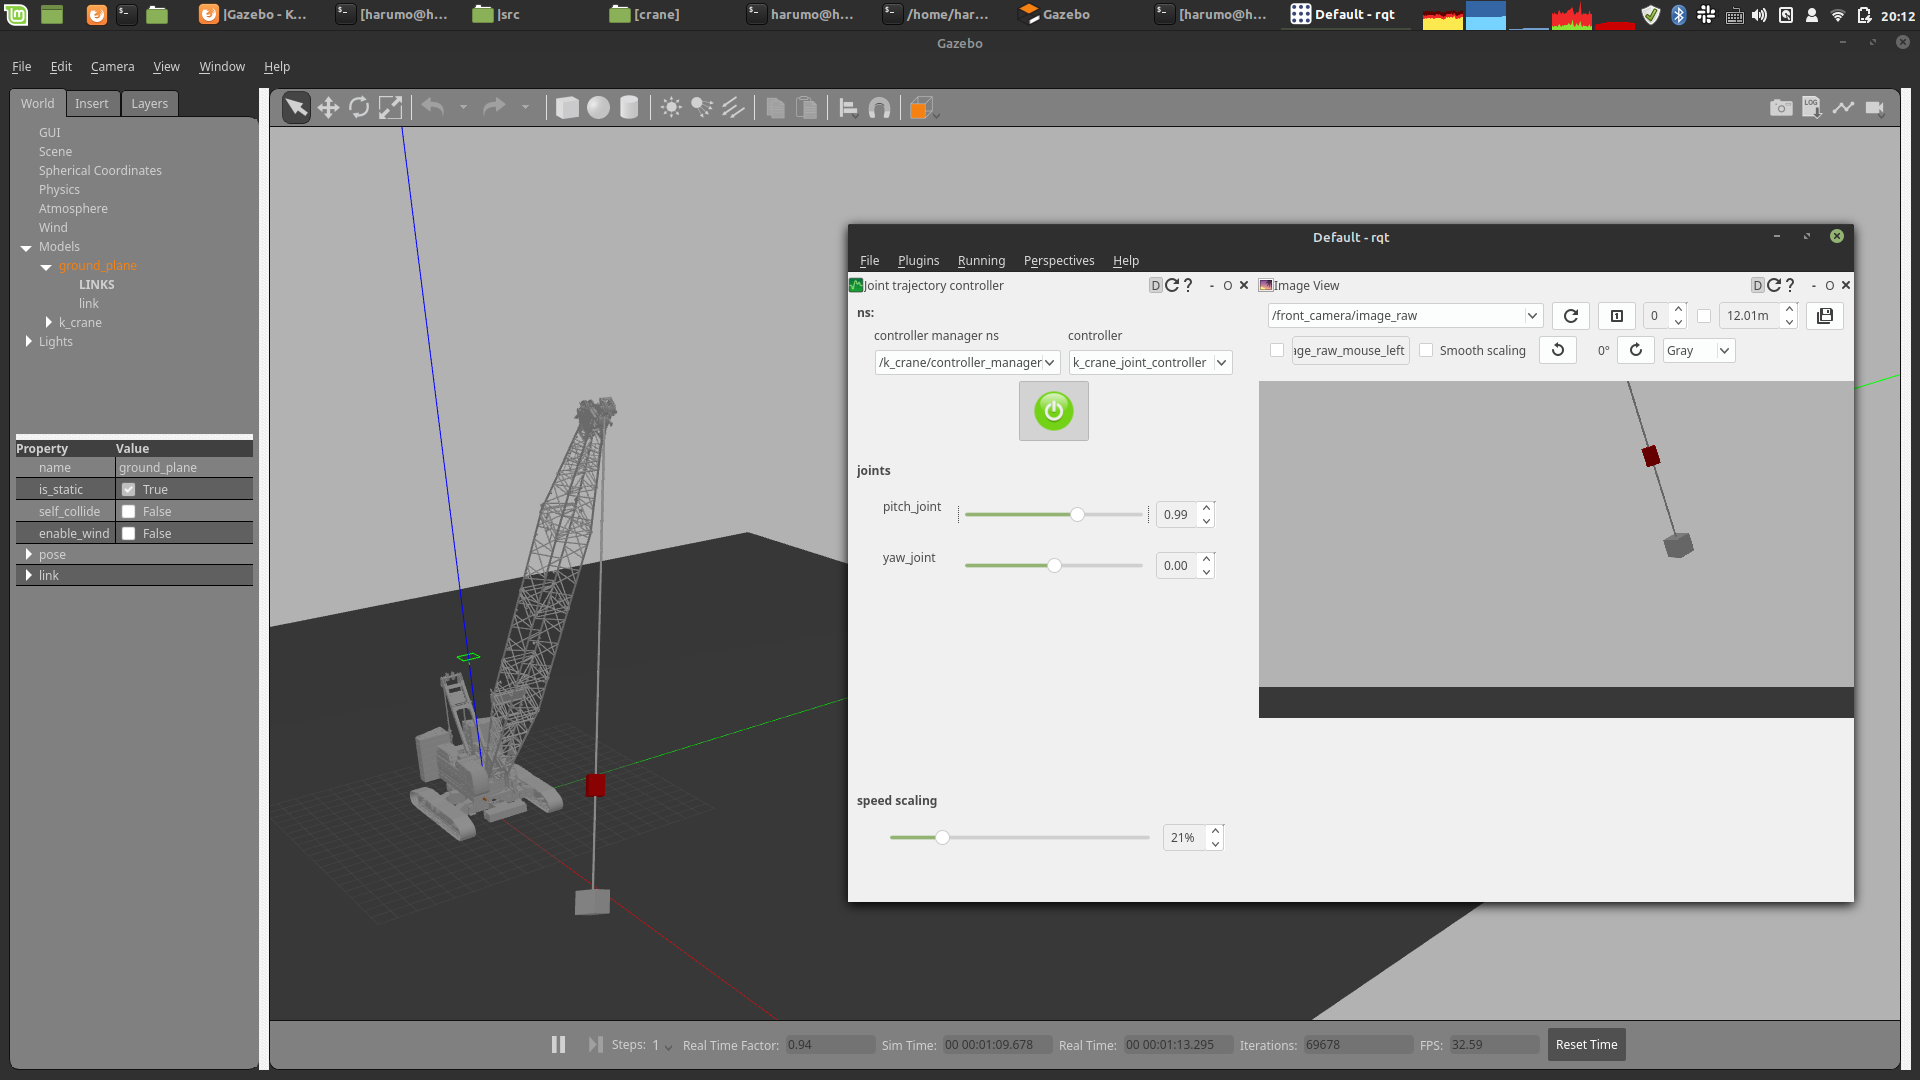 |Gazebo - K...
[harumo@h...
|src
[crane]
harumo@h...
/home/har...
Gazebo
[harumo@h...
Default - rqt
20:12
Gazebo
File Edit Camera View Window Help
World Insert Layers
GUI
Scene
Spherical Coordinates
Physics
Atmosphere
Wind
Models
ground_plane
LINKS
link
k_crane
Lights
Property Value
name ground_plane
is_static True
self_collide False
enable_wind False
pose
link
LOG
Default - rqt
File Plugins Running Perspectives Help
Joint trajectory controller D ? - O
ns:
controller manager ns controller
/k_crane/controller_manager k_crane_joint_controller
joints
pitch_joint 0.99
yaw_joint 0.00
speed scaling
21%
Image View D ? - O
/front_camera/image_raw 1 0 12.01m
age_raw_mouse_left Smooth scaling 0° Gray
Steps: 1 Real Time Factor: 0.94 Sim Time: 00 00:01:09.678 Real Time: 00 00:01:13.295 Iterations: 69678 FPS: 32.59 Reset Time